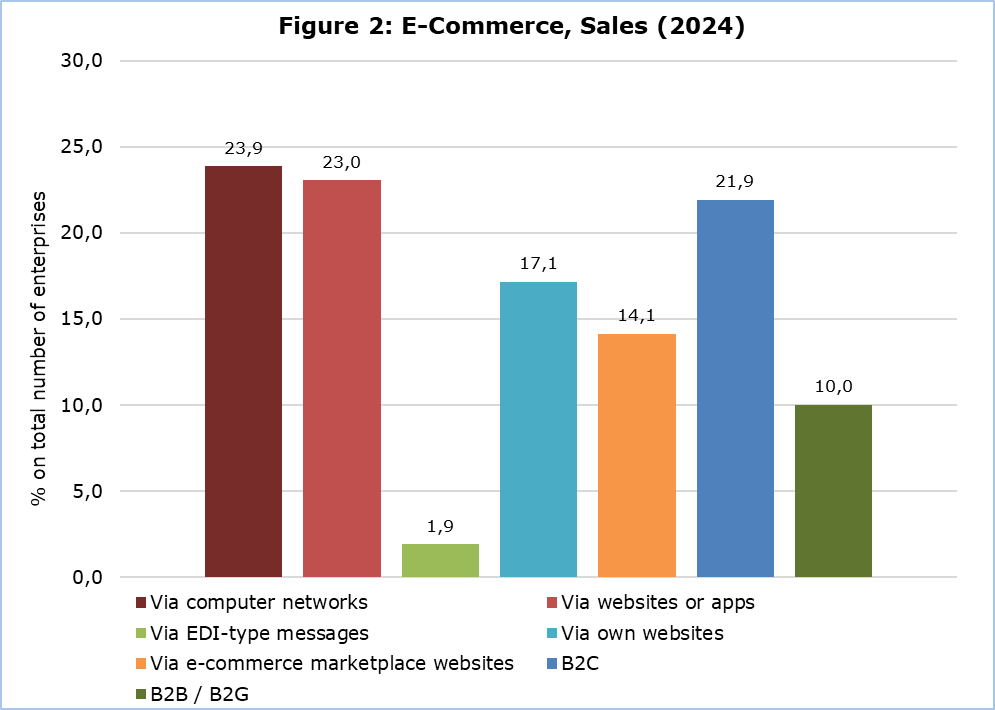 Figure 2: E-Commerce, Sales (2024)
30,0
25,0
20,0
15,0
10,0
5,0
0,0
% on total number of enterprises
23,9
23,0
1,9
17,1
14,1
21,9
10,0
Via computer networks
Via websites or apps
Via EDI-type messages
Via own websites
Via e-commerce marketplace websites
B2C
B2B / B2G